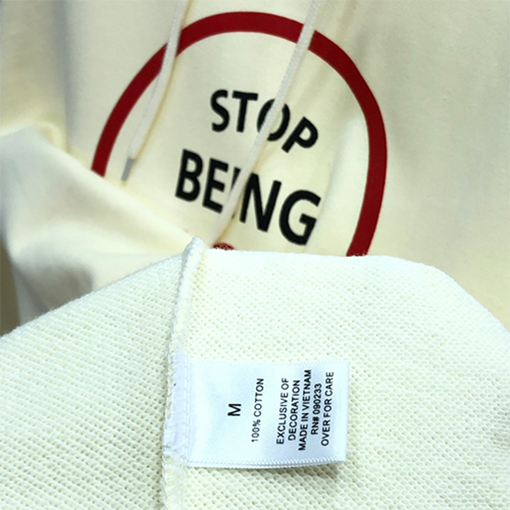 STOP
BEING
M
100% COTTON
EXCLUSIVE OF
DECORATION
MADE IN VIETNAM
RN# 090233
OVER FOR CARE